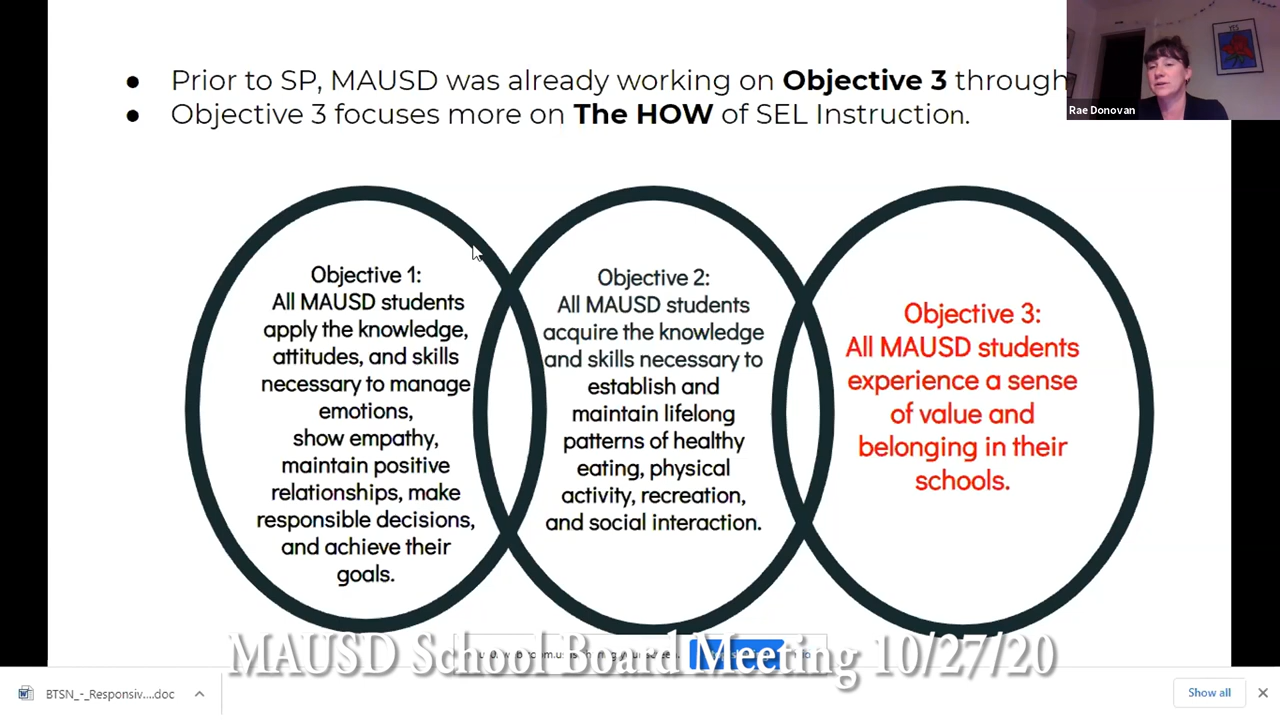 ● Prior to SP, MAUSD was already working on Objective 3 through
● Objective 3 focuses more on The HOW of SEL Instruction.
YES
Rae Donovan
Objective 1:
All MAUSD students
apply the knowledge,
attitudes, and skills
necessary to manage
emotions,
show empathy,
maintain positive
relationships, make
responsible decisions,
and achieve their
goals.
Objective 2:
All MAUSD students
acquire the knowledge
and skills necessary to
establish and
maintain lifelong
patterns of healthy
eating, physical
activity, recreation,
and social interaction.
Objective 3:
All MAUSD students
experience a sense
of value and
belonging in their
schools.
MAUSD School Board Meeting 10/27/20
BTSN_-_Responsiv....doc
Show all